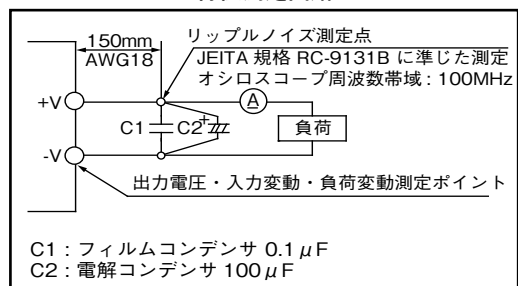 150mm
AWG18
リップルノイズ測定点
JEITA 規格 RC-9131B に準じた測定
オシロスコープ周波数帯域：100MHz
+V
A
C1
C2
+
負荷
-V
出力電圧・入力変動・負荷変動測定ポイント
C1：フィルムコンデンサ 0.1μF
C2：電解コンデンサ 100μF